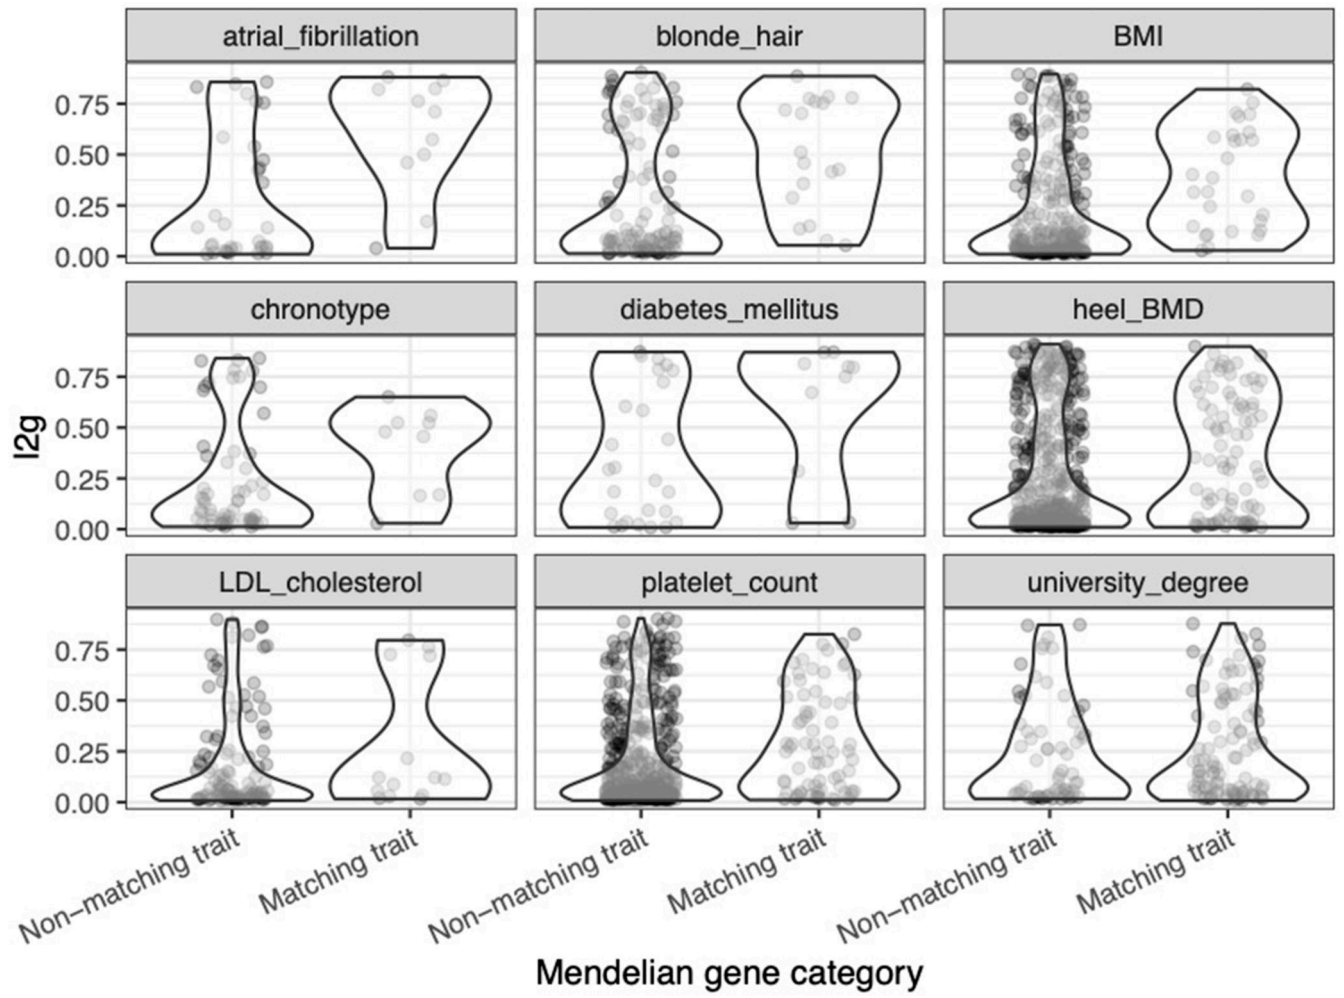 atrial_fibrillation blonde_hair BMI
0.75
0.50
0.25
0.00
chronotype diabetes_mellitus heel_BMD
0.75
0.50
0.25
0.00
l2g
LDL_cholesterol platelet_count university_degree
0.75
0.50
0.25
0.00
Non−matching trait Matching trait Non−matching trait Matching trait Non−matching trait Matching trait
Mendelian gene category